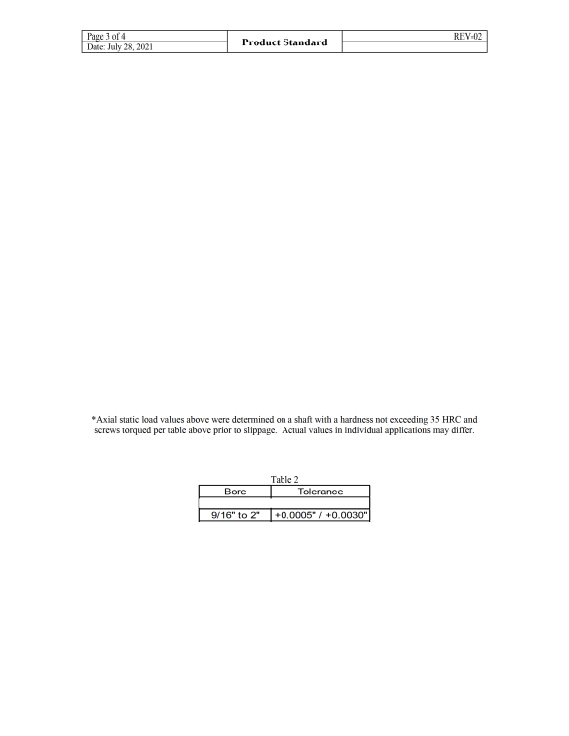 Page 3 of 4
Date: July 28, 2021
Product Standard
REV-02
*Axial static load values above were determined on a shaft with a hardness not exceeding 35 HRC and
screws torqued per table above prior to slippage.  Actual values in individual applications may differ.
Table 2
Bore Tolerance
9/16" to 2" +0.0005" / +0.0030"